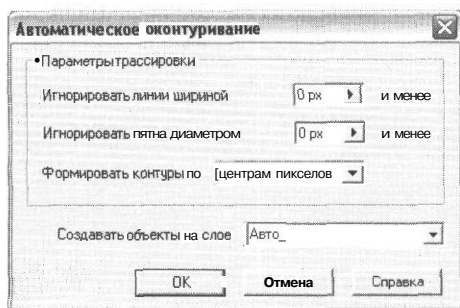 Автоматическое оконтуривание
•Параметры трассировки
Игнорировать линии шириной 0 px и менее
Игнорировать пятна диаметром 0 px и менее
Формировать контуры по [центрам пикселов
Создавать объекты на слое Авто_
OK Отмена Справка